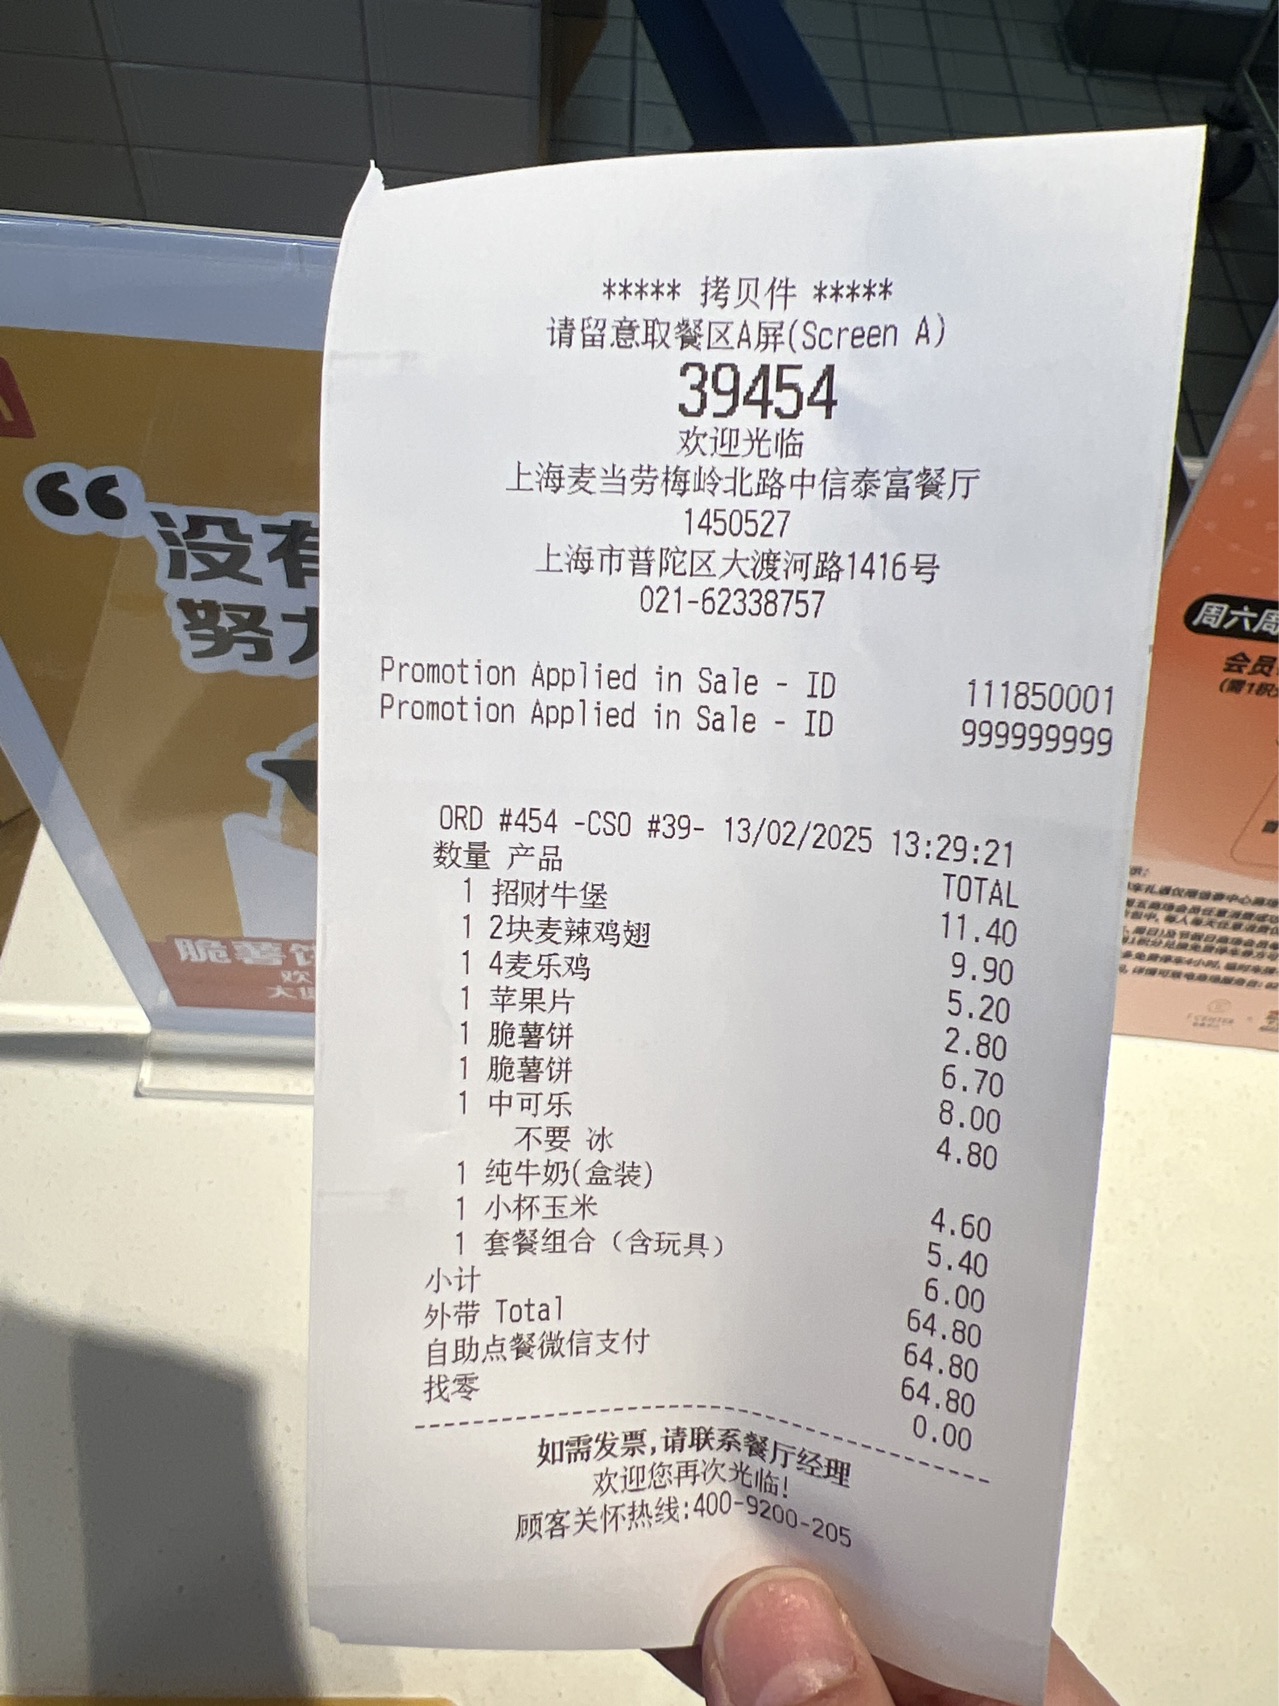 ***** 拷贝件 *****
请留意取餐区A屏(Screen A)
39454
欢迎光临
上海麦当劳梅岭北路中信泰富餐厅
1450527
上海市普陀区大渡河路1416号
021-62338757
Promotion Applied in Sale - ID 111850001
Promotion Applied in Sale - ID 999999999
ORD #454 -CSO #39- 13/02/2025 13:29:21
数量 产品 TOTAL
1 招财牛堡 11.40
1 2块麦辣鸡翅 9.90
1 4麦乐鸡 5.20
1 苹果片 2.80
1 脆薯饼 6.70
1 脆薯饼 8.00
1 中可乐 4.80
不要 冰
1 纯牛奶(盒装) 4.60
1 小杯玉米 5.40
1 套餐组合（含玩具） 6.00
小计 64.80
外带 Total 64.80
自助点餐微信支付 64.80
找零 0.00
如需发票,请联系餐厅经理
欢迎您再次光临!
顾客关怀热线:400-9200-205
“没有
努力
脆薯饼
欢
大
周六周
会员